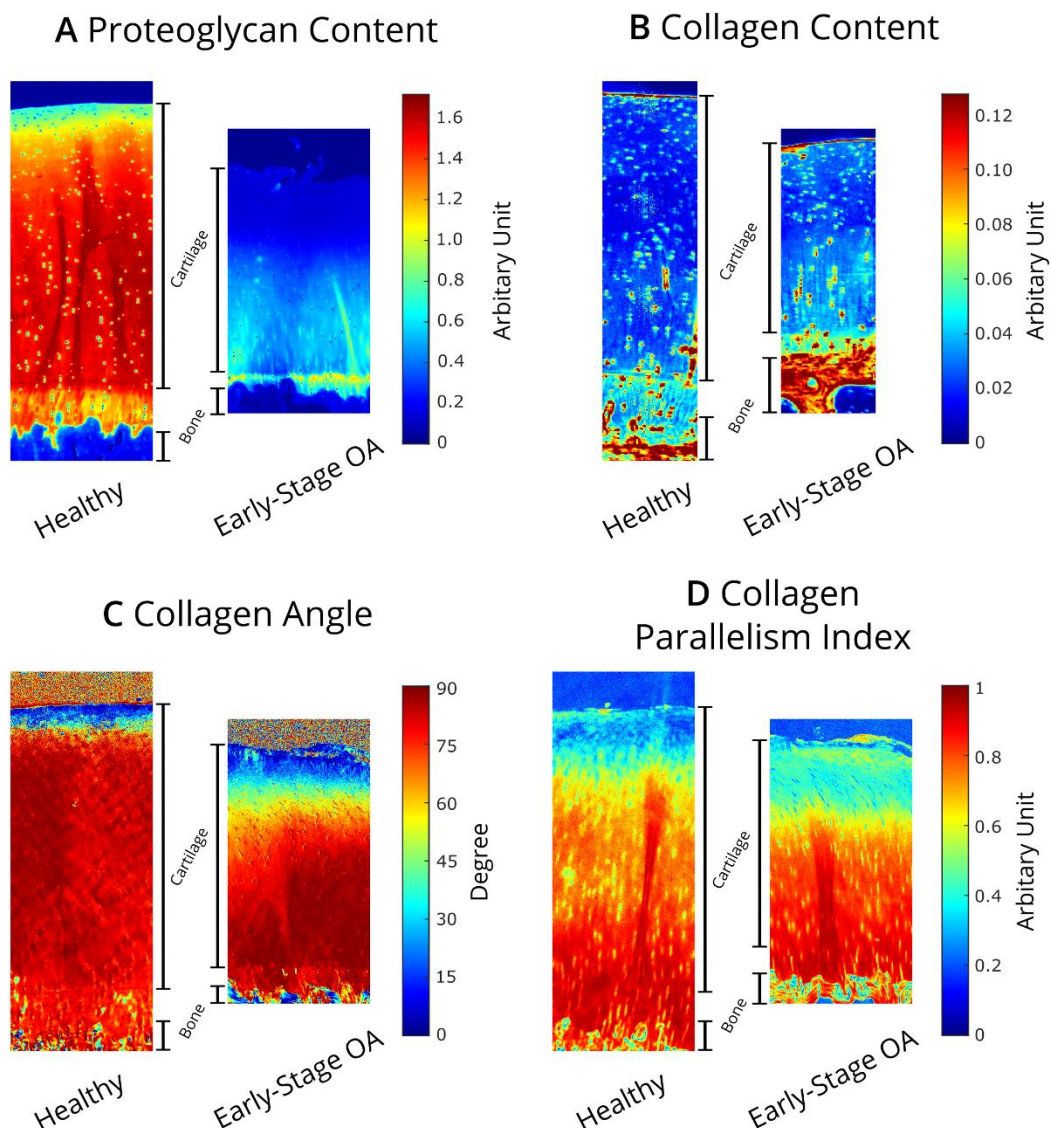 A Proteoglycan Content
Cartilage
Bone
Healthy
Early-Stage OA
1.6
1.4
1.2
1.0
0.8
0.6
0.4
0.2
0
Arbitary Unit
B Collagen Content
Cartilage
Bone
Healthy
Early-Stage OA
0.12
0.10
0.08
0.06
0.04
0.02
0
Arbitary Unit
C Collagen Angle
Cartilage
Bone
Healthy
Early-Stage OA
90
75
60
45
30
15
0
Degree
D Collagen
Parallelism Index
Cartilage
Bone
Healthy
Early-Stage OA
1
0.8
0.6
0.4
0.2
0
Arbitary Unit